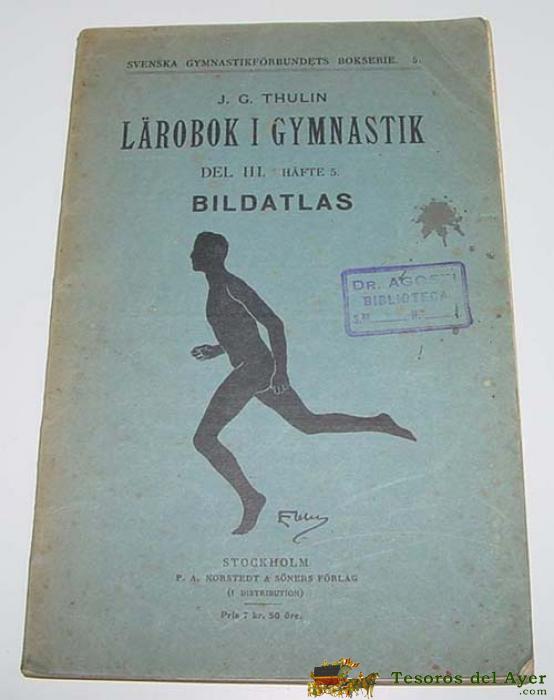 SVENSKA GYMNASTIKFÖRBUNDETS BOKSERIE. 5.
J. G. THULIN
LÄROBOK I GYMNASTIK
DEL III. HÄFTE 5.
BILDATLAS
DR. AGOSTI
BIBLIOTECA
STOCKHOLM
P. A. NORSTEDT & SÖNERS FÖRLAG
(I DISTRIBUTION)
Pris 7 kr. 50 öre.
Tesoros del Ayer
.com